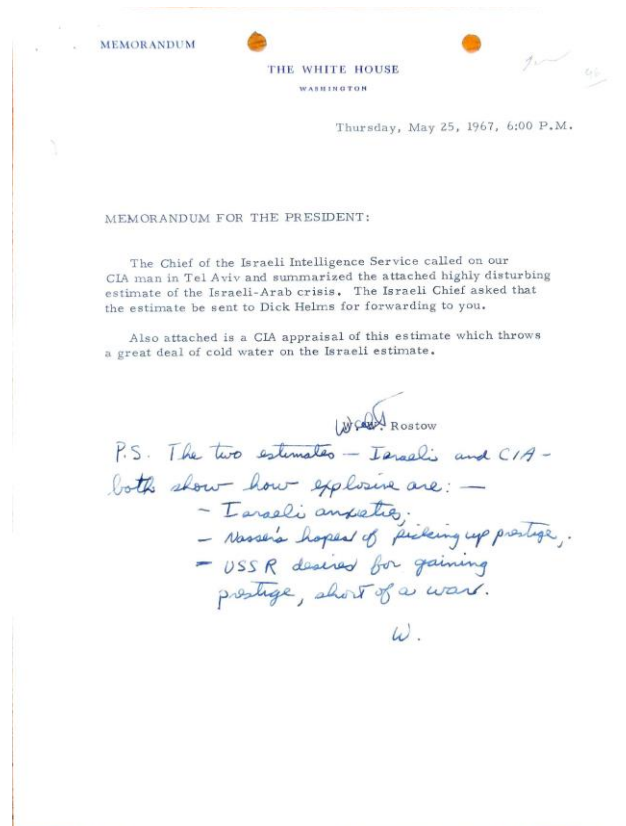 MEMORANDUM
THE WHITE HOUSE
WASHINGTON
Thursday, May 25, 1967, 6:00 P.M.
MEMORANDUM FOR THE PRESIDENT:
The Chief of the Israeli Intelligence Service called on our
CIA man in Tel Aviv and summarized the attached highly disturbing
estimate of the Israeli-Arab crisis. The Israeli Chief asked that
the estimate be sent to Dick Helms for forwarding to you.
Also attached is a CIA appraisal of this estimate which throws
a great deal of cold water on the Israeli estimate.
Rostow
P.S. The two estimates — Israeli and CIA -
both show how explosive are: —
- Israeli anxieties;
- Nasser's hopes of picking up prestige;
- USSR desires for gaining
prestige, short of a war.
W.